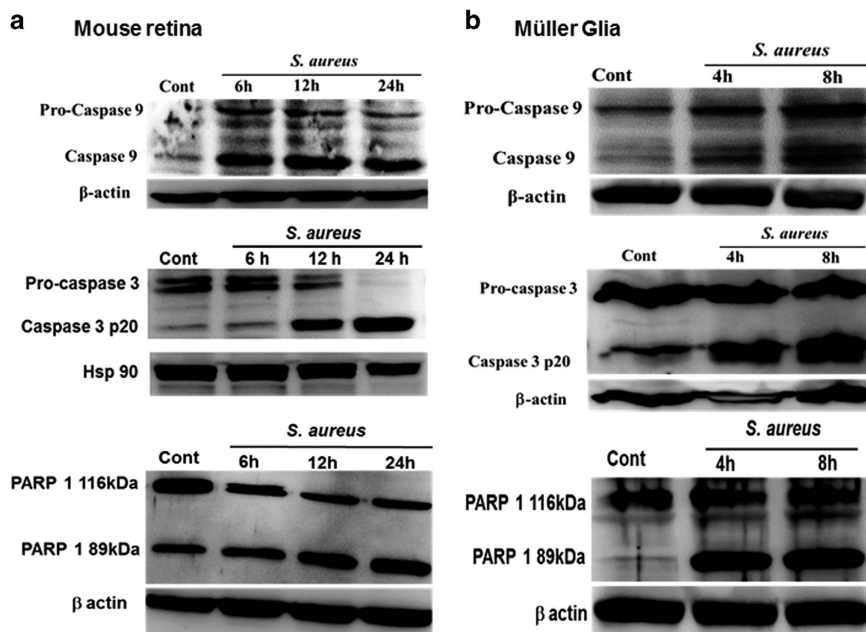 a Mouse retina
S. aureus
Cont 6h 12h 24h
Pro-Caspase 9
Caspase 9
β-actin
S. aureus
Cont 6 h 12 h 24 h
Pro-caspase 3
Caspase 3 p20
Hsp 90
S. aureus
Cont 6h 12h 24h
PARP 1 116kDa
PARP 1 89kDa
β actin
b Müller Glia
S. aureus
Cont 4h 8h
Pro-Caspase 9
Caspase 9
β-actin
S. aureus
Cont 4h 8h
Pro-caspase 3
Caspase 3 p20
β-actin
S. aureus
Cont 4h 8h
PARP 1 116kDa
PARP 1 89kDa
β actin